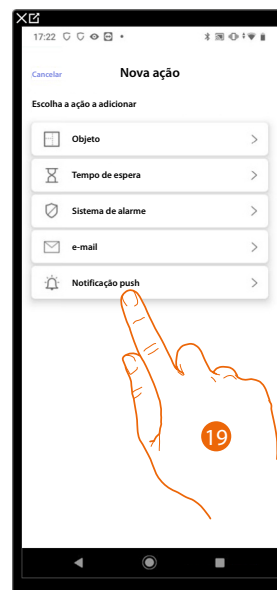 17:22
Cancelar
Nova ação
Escolha a ação a adicionar
Objeto
Tempo de espera
Sistema de alarme
e-mail
Notificação push
19